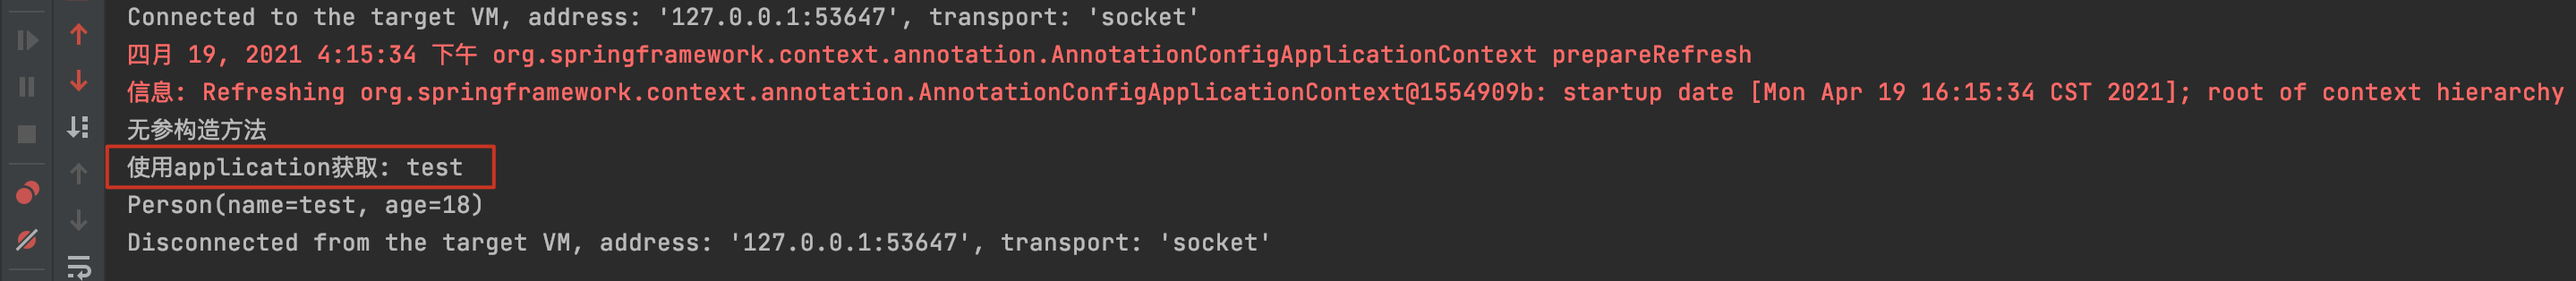 Connected to the target VM, address: '127.0.0.1:53647', transport: 'socket'
四月 19, 2021 4:15:34 下午 org.springframework.context.annotation.AnnotationConfigApplicationContext prepareRefresh
信息: Refreshing org.springframework.context.annotation.AnnotationConfigApplicationContext@1554909b: startup date [Mon Apr 19 16:15:34 CST 2021]; root of context hierarchy
无参构造方法
使用application获取: test
Person(name=test, age=18)
Disconnected from the target VM, address: '127.0.0.1:53647', transport: 'socket'